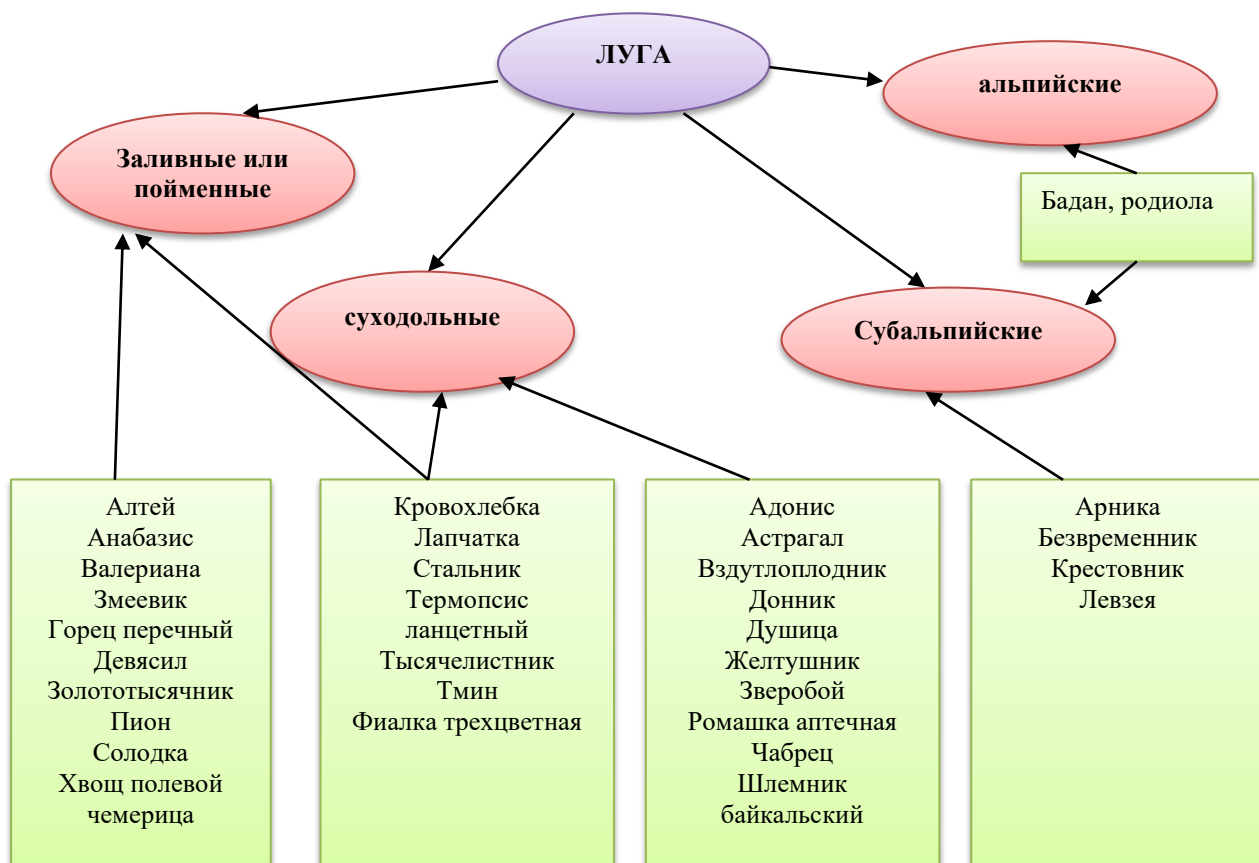 ЛУГА
альпийские
Заливные или
пойменные
Бадан, родиола
суходольные
Субальпийские
Алтей
Анабазис
Валериана
Змеевик
Горец перечный
Девясил
Золототысячник
Пион
Солодка
Хвощ полевой
чемерица
Кровохлебка
Лапчатка
Стальник
Термопсис
ланцетный
Тысячелистник
Тмин
Фиалка трехцветная
Адонис
Астрагал
Вздутлоплодник
Донник
Душица
Желтушник
Зверобой
Ромашка аптечная
Чабрец
Шлемник
байкальский
Арника
Безвременник
Крестовник
Левзея